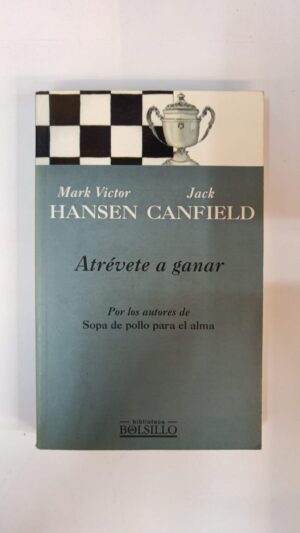 Mark Victor Jack
HANSEN CANFIELD
Atrévete a ganar
Por los autores de
Sopa de pollo para el alma
biblioteca
BOLSILLO